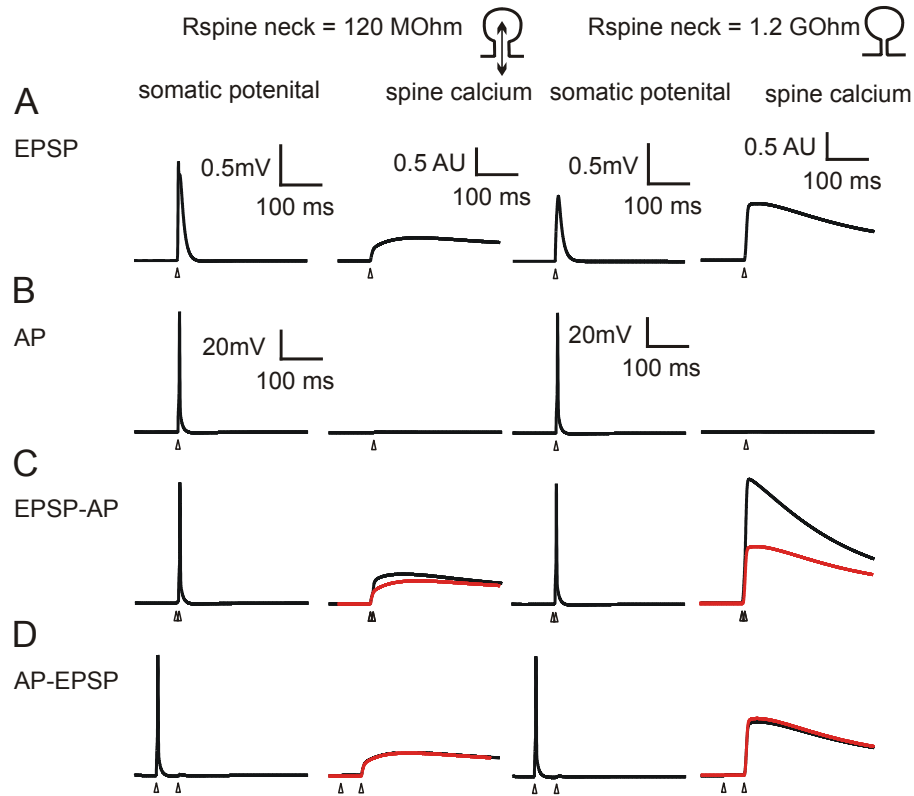 Rspine neck = 120 MOhm
Rspine neck = 1.2 GOhm
A
somatic potenital
spine calcium
somatic potenital
spine calcium
EPSP
0.5mV
100 ms
0.5 AU
100 ms
0.5mV
100 ms
0.5 AU
100 ms
B
AP
20mV
100 ms
20mV
100 ms
C
EPSP-AP
D
AP-EPSP